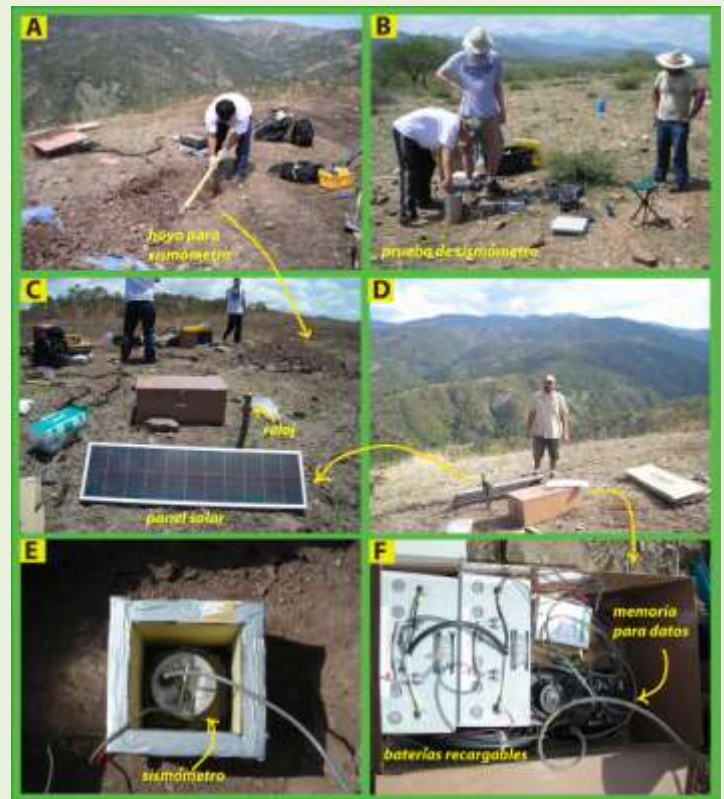 A
B
hoyo para
sismómetro
prueba de sismómetro
C
D
reloj
panel solar
E
F
memoria
para datos
sismómetro
baterías recargables